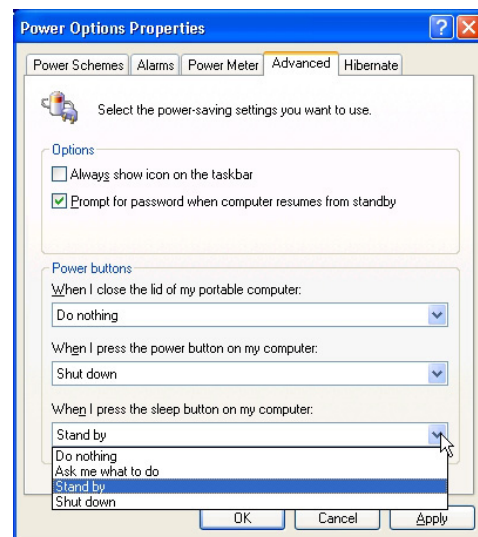 Power Options Properties
Power Schemes Alarms Power Meter Advanced Hibernate
Select the power-saving settings you want to use.
Options
Always show icon on the taskbar
Prompt for password when computer resumes from standby
Power buttons
When I close the lid of my portable computer:
Do nothing
When I press the power button on my computer:
Shut down
When I press the sleep button on my computer:
Stand by
Do nothing
Ask me what to do
Stand by
Shut down
OK Cancel Apply